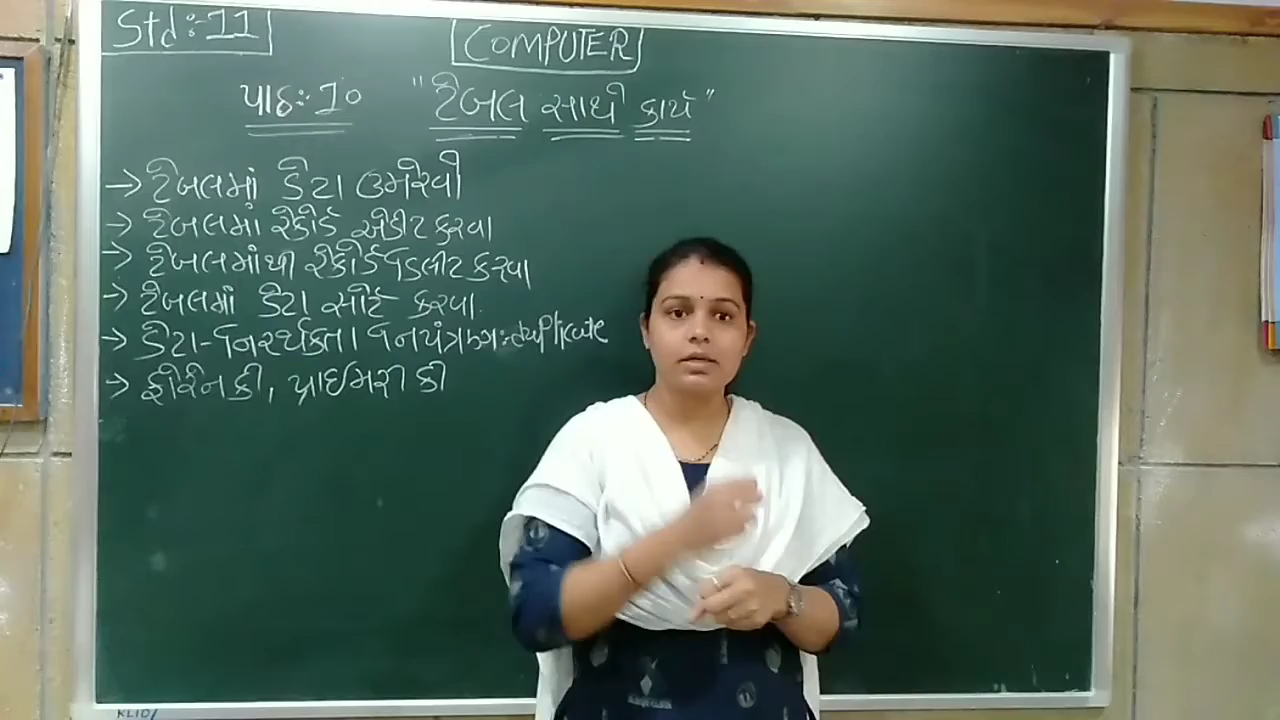 Std :- 11
COMPUTER
પાઠ :- 10 "ટેબલ સાથે કાર્ય"
→ ટેબલમાં ડેટા ઉમેરવો
→ ટેબલમાં રેકોર્ડ એડીટ કરવા
→ ટેબલમાંથી રેકોર્ડ ડિલીટ કરવા
→ ટેબલમાં ડેટા સોર્ટ કરવા.
→ ડેટા-નિરર્થકતા નિયંત્રણ :- duplicate
→ ફોરેન કી, પ્રાઈમરી કી